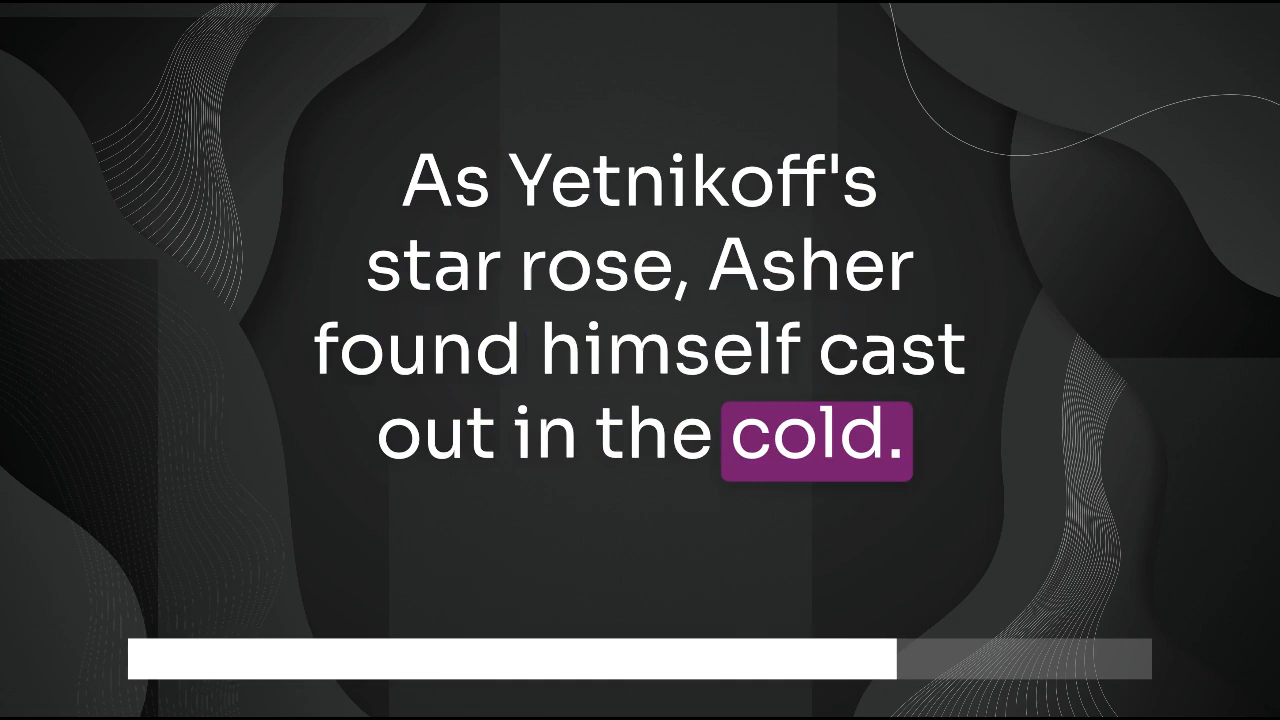 As Yetnikoff's
star rose, Asher
found himself cast
out in the cold.